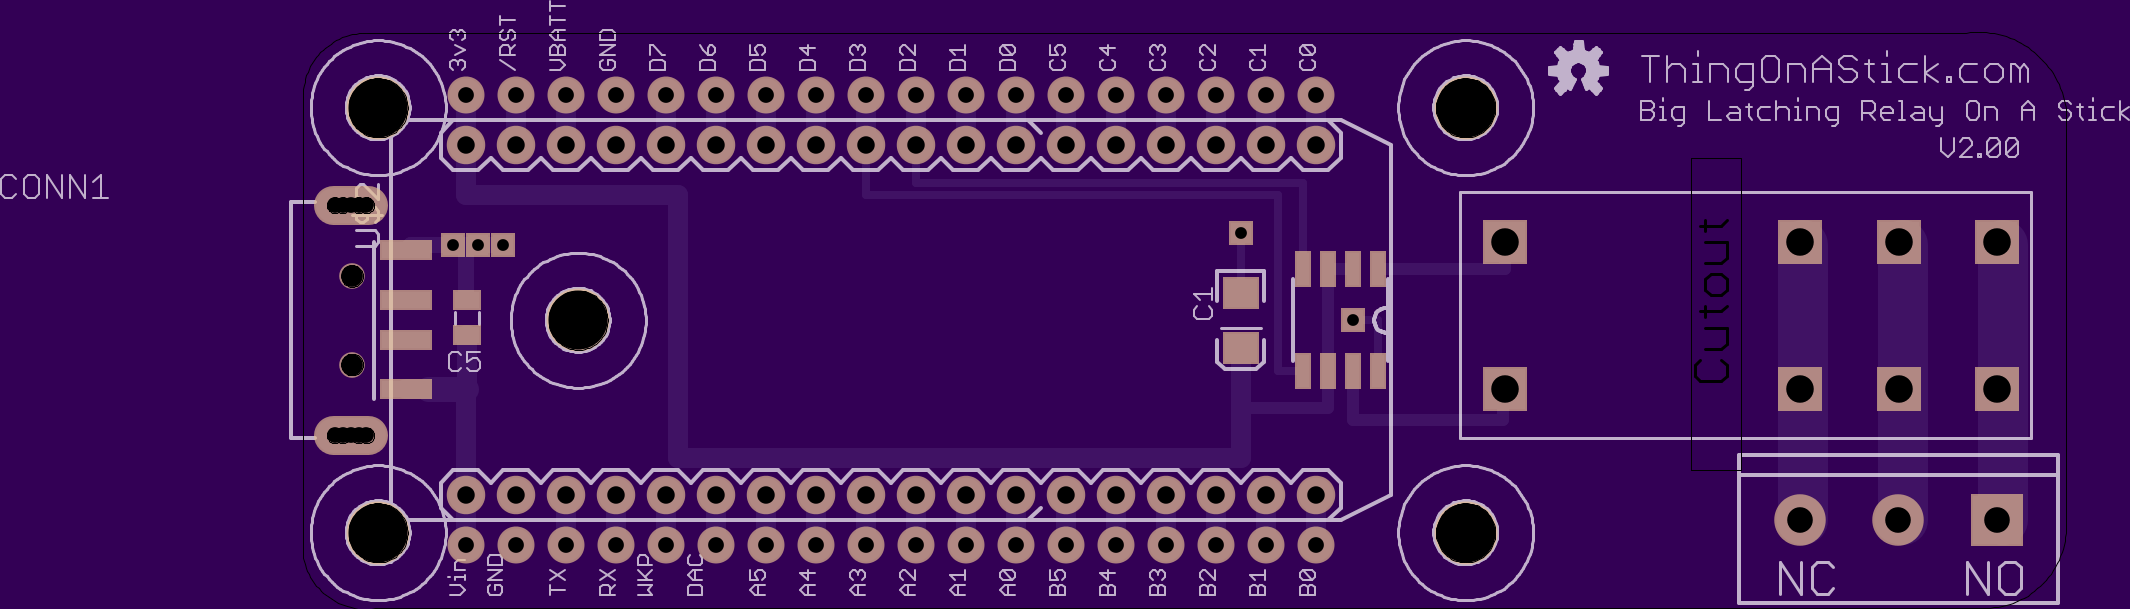 3v3 /RST VBATT GND D7 D6 D5 D4 D3 D2 D1 D0 C5 C4 C3 C2 C1 C0
ThingOnAStick.com
Big Latching Relay On A Stick
V2.00
CONN1
Cutout
C1
C5
Vin GND TX RX WKP DAC A5 A4 A3 A2 A1 A0 B5 B4 B3 B2 B1 B0
NC NO